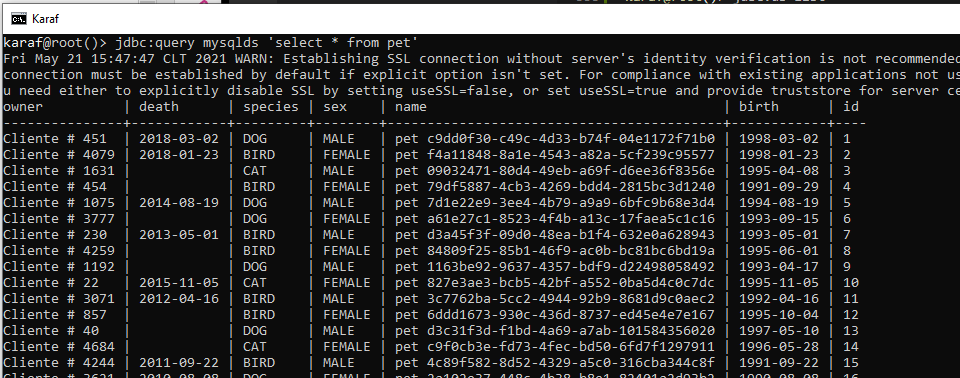 Karaf
karaf@root()> jdbc:query mysqlds 'select * from pet'
Fri May 21 15:47:47 CLT 2021 WARN: Establishing SSL connection without server's identity verification is not recommended
connection must be established by default if explicit option isn't set. For compliance with existing applications not us
u need either to explicitly disable SSL by setting useSSL=false, or set useSSL=true and provide truststore for server ce
owner | death | species | sex | name | birth | id
Cliente # 451 | 2018-03-02 | DOG | MALE | pet c9dd0f30-c49c-4d33-b74f-04e1172f71b0 | 1998-03-02 | 1
Cliente # 4079 | 2018-01-23 | BIRD | FEMALE | pet f4a11848-8a1e-4543-a82a-5cf239c95577 | 1998-01-23 | 2
Cliente # 1631 | | CAT | MALE | pet 09032471-80d4-49eb-a69f-d6ee36f8356e | 1995-04-08 | 3
Cliente # 454 | | BIRD | FEMALE | pet 79df5887-4cb3-4269-bdd4-2815bc3d1240 | 1991-09-29 | 4
Cliente # 1075 | 2014-08-19 | DOG | MALE | pet 7d1e22e9-3ee4-4b79-a9a9-6bfc9b68e3d4 | 1994-08-19 | 5
Cliente # 3777 | | DOG | FEMALE | pet a61e27c1-8523-4f4b-a13c-17faea5c1c16 | 1993-09-15 | 6
Cliente # 230 | 2013-05-01 | BIRD | MALE | pet d3a45f3f-09d0-48ea-b1f4-632e0a628943 | 1993-05-01 | 7
Cliente # 4259 | | BIRD | FEMALE | pet 84809f25-85b1-46f9-ac0b-bc81bc6bd19a | 1995-06-01 | 8
Cliente # 1192 | | DOG | MALE | pet 1163be92-9637-4357-bdf9-d22498058492 | 1993-04-17 | 9
Cliente # 22 | 2015-11-05 | CAT | FEMALE | pet 827e3ae3-bcb5-42bf-a552-0ba5d4c0c7dc | 1995-11-05 | 10
Cliente # 3071 | 2012-04-16 | BIRD | MALE | pet 3c7762ba-5cc2-4944-92b9-8681d9c0aec2 | 1992-04-16 | 11
Cliente # 857 | | BIRD | FEMALE | pet 6ddd1673-930c-436d-8737-ed45e4e7e167 | 1995-10-04 | 12
Cliente # 40 | | DOG | MALE | pet d3c31f3d-f1bd-4a69-a7ab-101584356020 | 1997-05-10 | 13
Cliente # 4684 | | CAT | FEMALE | pet c9f0cb3e-fd73-4fec-bd50-6fd7f1297911 | 1996-05-28 | 14
Cliente # 4244 | 2011-09-22 | BIRD | MALE | pet 4c89f582-8d52-4329-a5c0-316cba344c8f | 1991-09-22 | 15